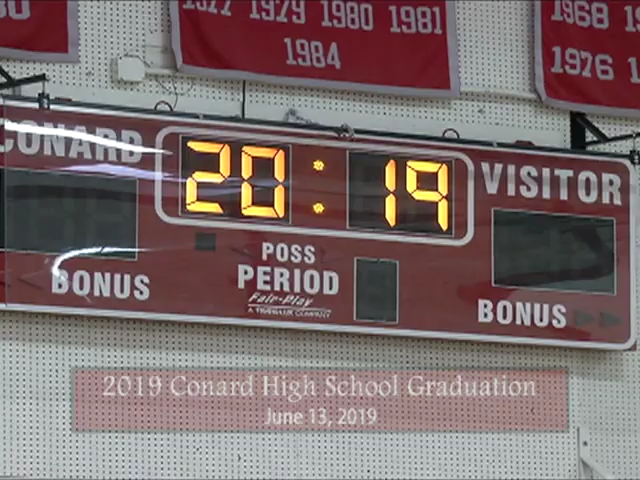 1977 1979 1980 1981
1984
1968
1976
CONARD
20:19
VISITOR
BONUS
POSS
PERIOD
Fair-Play
BONUS
2019 Conard High School Graduation
June 13, 2019